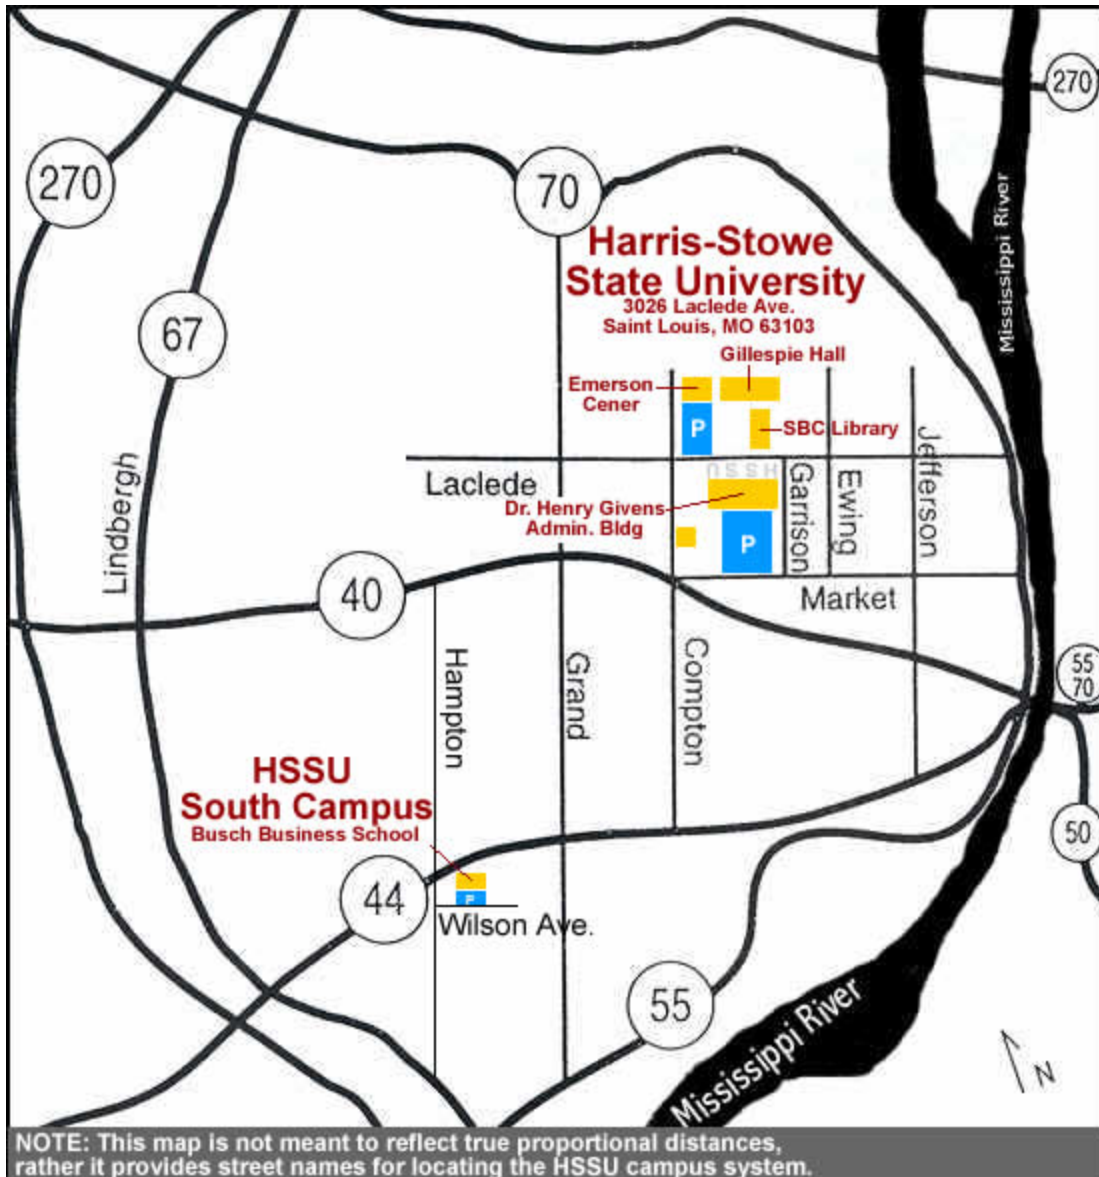 270
270
70
Mississippi River
Harris-Stowe
State University
3026 Laclede Ave.
Saint Louis, MO 63103
67
Gillespie Hall
Emerson
Cener
P
SBC Library
Lindbergh
Laclede
HSSU
Dr. Henry Givens
Admin. Bldg
P
Garrison
Ewing
Jefferson
40
Market
Hampton
Grand
Compton
55
70
HSSU
South Campus
Busch Business School
50
44
P
Wilson Ave.
55
Mississippi River
N
NOTE: This map is not meant to reflect true proportional distances,
rather it provides street names for locating the HSSU campus system.